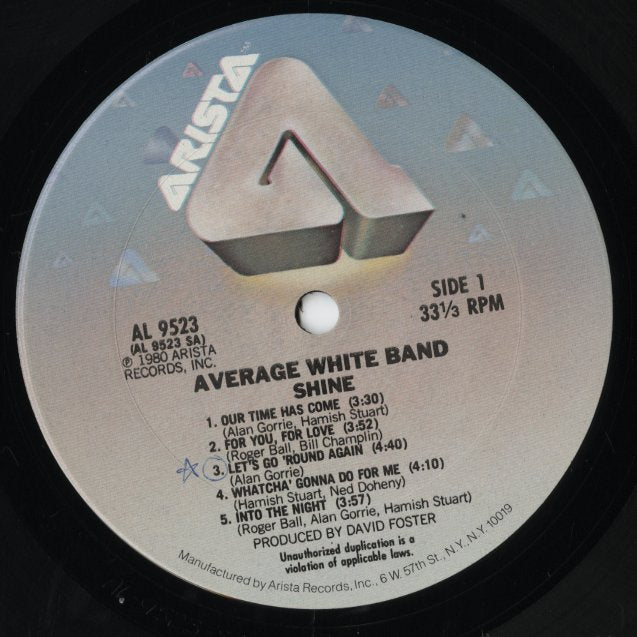 ARISTA
SIDE 1
33⅓ RPM
AL 9523
(AL 9523 SA)
℗ 1980 ARISTA
RECORDS, INC.
AVERAGE WHITE BAND
SHINE
1. OUR TIME HAS COME (3:30)
(Alan Gorrie, Hamish Stuart)
2. FOR YOU, FOR LOVE (3:52)
(Roger Ball, Bill Champlin)
3. LET'S GO 'ROUND AGAIN (4:40)
(Alan Gorrie)
4. WHATCHA' GONNA DO FOR ME (4:10)
(Hamish Stuart, Ned Doheny)
5. INTO THE NIGHT (3:57)
(Roger Ball, Alan Gorrie, Hamish Stuart)
PRODUCED BY DAVID FOSTER
Unauthorized duplication is a
violation of applicable laws.
Manufactured by Arista Records, Inc., 6 W. 57th St., N.Y., N.Y. 10019